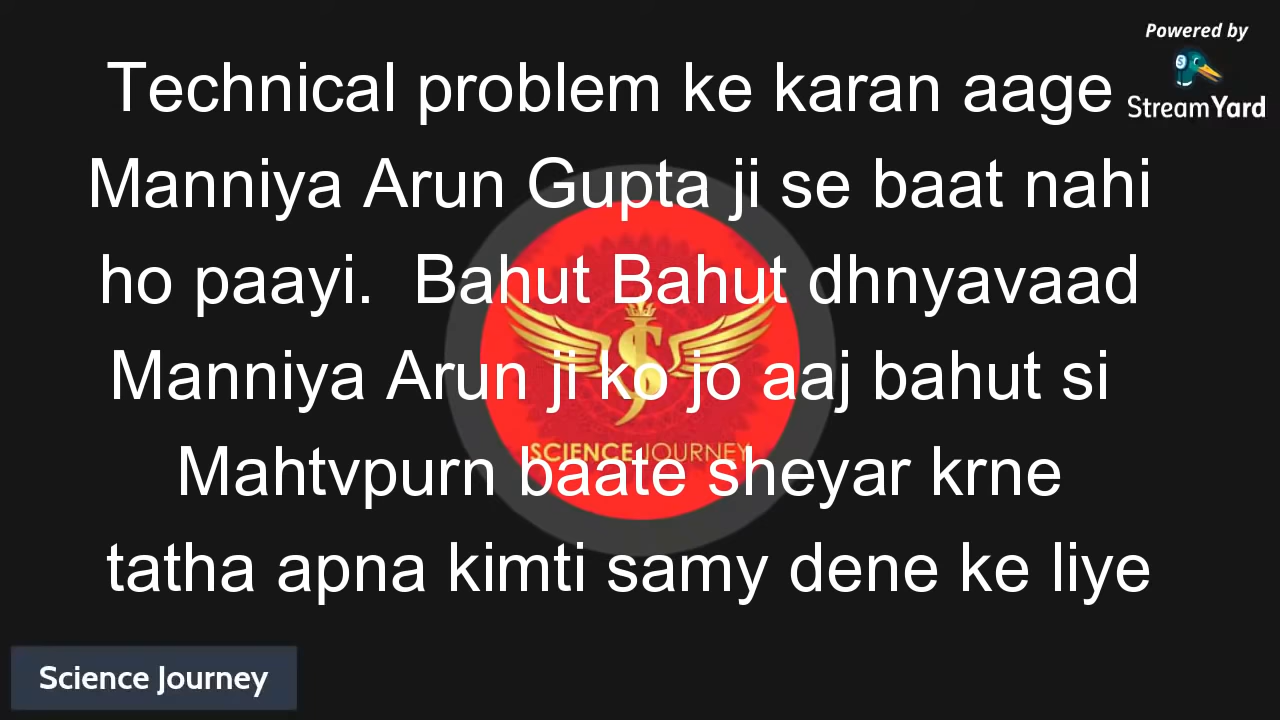 Powered by
StreamYard
Technical problem ke karan aage
Manniya Arun Gupta ji se baat nahi
ho paayi.  Bahut Bahut dhnyavaad
Manniya Arun ji ko jo aaj bahut si
SCIENCE JOURNEY
Mahtvpurn baate sheyar krne
tatha apna kimti samy dene ke liye
Science Journey